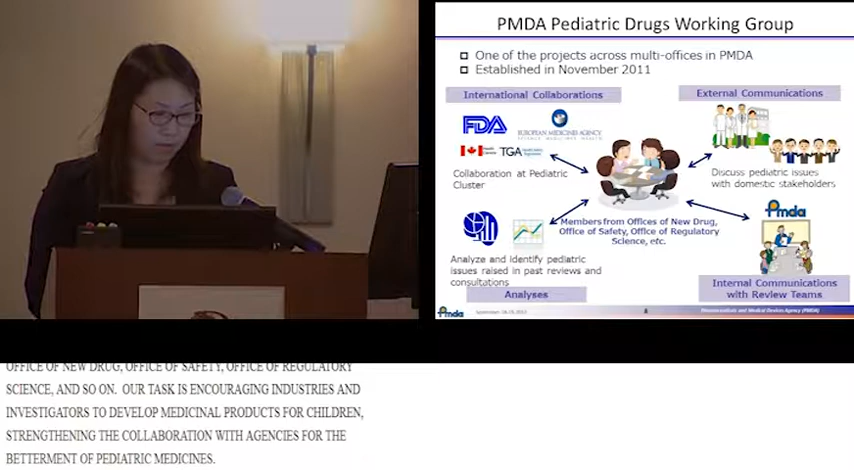 PMDA Pediatric Drugs Working Group
One of the projects across multi-offices in PMDA
Established in November 2011
International Collaborations
External Communications
FDA
EUROPEAN MEDICINES AGENCY
SCIENCE MEDICINES HEALTH
TGA
Collaboration at Pediatric
Cluster
Discuss pediatric issues
with domestic stakeholders
Pmda
Members from Offices of New Drug,
Office of Safety, Office of Regulatory
Science, etc.
Analyze and identify pediatric
issues raised in past reviews and
consultations
Analyses
Internal Communications
with Review Teams
Pmda
8
Pharmaceuticals and Medical Devices Agency (PMDA)
OFFICE OF NEW DRUG, OFFICE OF SAFETY, OFFICE OF REGULATORY
SCIENCE, AND SO ON. OUR TASK IS ENCOURAGING INDUSTRIES AND
INVESTIGATORS TO DEVELOP MEDICINAL PRODUCTS FOR CHILDREN,
STRENGTHENING THE COLLABORATION WITH AGENCIES FOR THE
BETTERMENT OF PEDIATRIC MEDICINES.